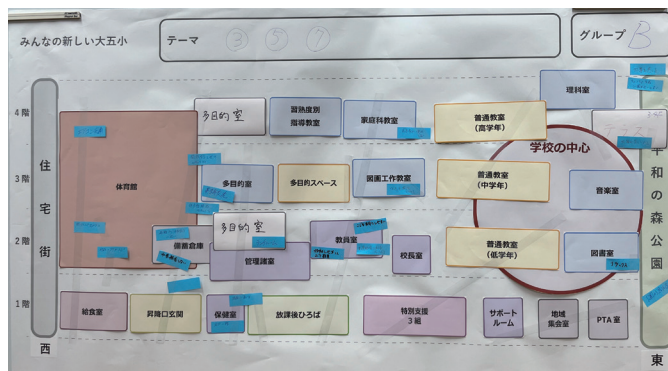 みんなの新しい大五小
テーマ ③ ⑤ ⑦
グループ B
4階
多目的室
習熟度別
指導教室
家庭科教室
普通教室
(高学年)
理科室
住宅街
体育館
3階
多目的室
多目的スペース
図画工作教室
普通教室
(中学年)
学校の中心
音楽室
平和の森公園
2階
備蓄倉庫
多目的室
管理諸室
教員室
校長室
普通教室
(低学年)
図書室
1階
給食室
昇降口玄関
保健室
放課後ひろば
特別支援
3組
サポート
ルーム
地域
集会室
PTA室
西
東